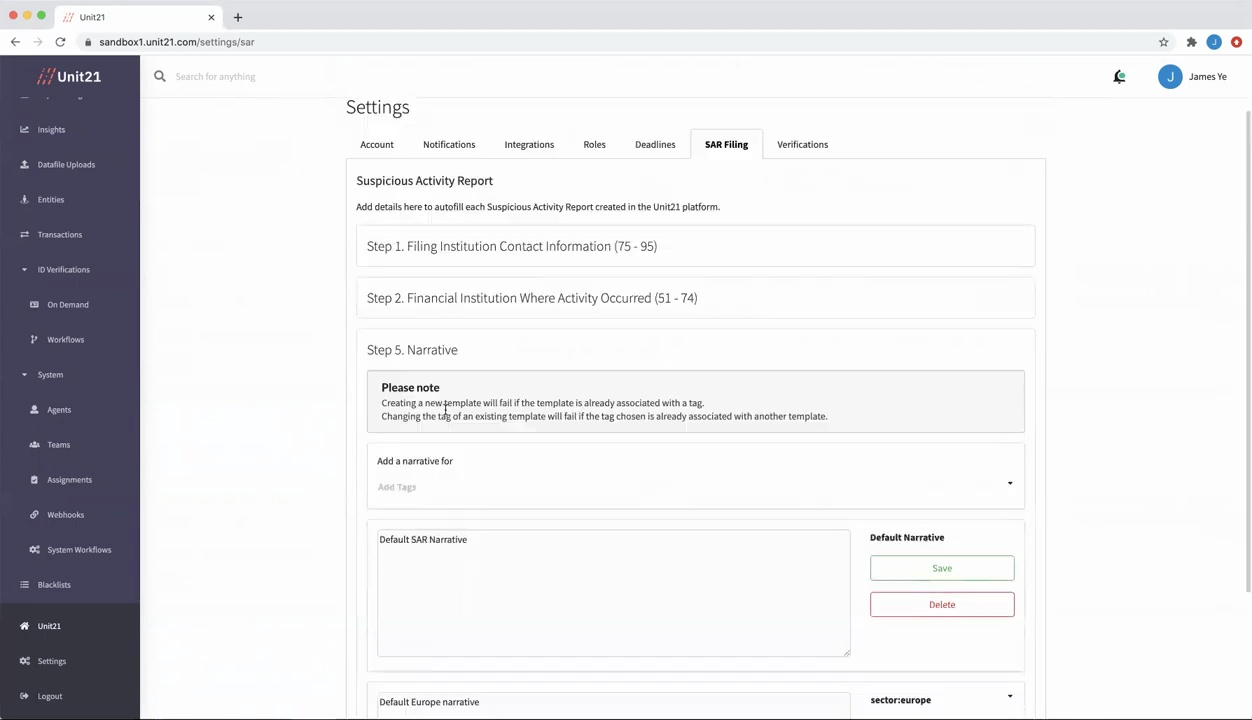 Unit21
sandbox1.unit21.com/settings/sar
J
Unit21
Search for anything
J
James Ye
Insights
Datafile Uploads
Entities
Transactions
ID Verifications
On Demand
Workflows
System
Agents
Teams
Assignments
Webhooks
System Workflows
Blacklists
Unit21
Settings
Logout
Settings
Account
Notifications
Integrations
Roles
Deadlines
SAR Filing
Verifications
Suspicious Activity Report
Add details here to autofill each Suspicious Activity Report created in the Unit21 platform.
Step 1. Filing Institution Contact Information (75 - 95)
Step 2. Financial Institution Where Activity Occurred (51 - 74)
Step 5. Narrative
Please note
Creating a new template will fail if the template is already associated with a tag.
Changing the tag of an existing template will fail if the tag chosen is already associated with another template.
Add a narrative for
Add Tags
Default SAR Narrative
Default Narrative
Save
Delete
Default Europe narrative
sector:europe